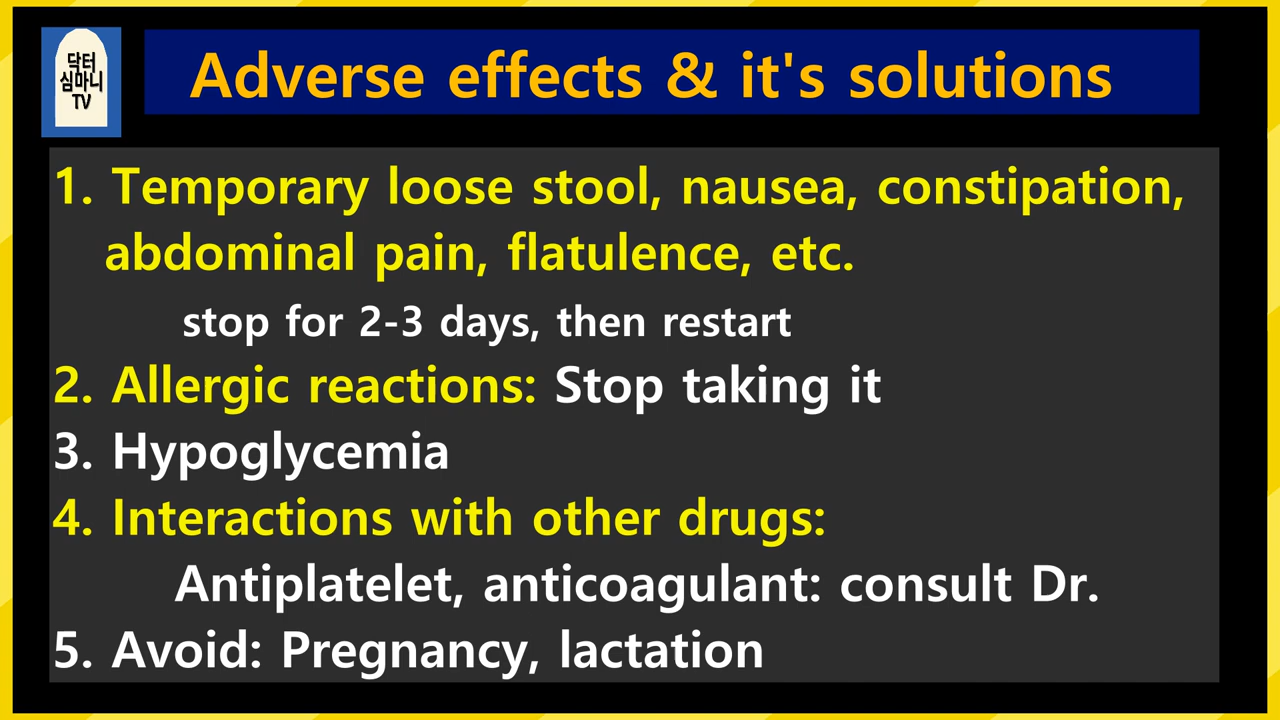 닥터
심마니
TV
Adverse effects & it's solutions
1. Temporary loose stool, nausea, constipation,
abdominal pain, flatulence, etc.
stop for 2-3 days, then restart
2. Allergic reactions: Stop taking it
3. Hypoglycemia
4. Interactions with other drugs:
Antiplatelet, anticoagulant: consult Dr.
5. Avoid: Pregnancy, lactation